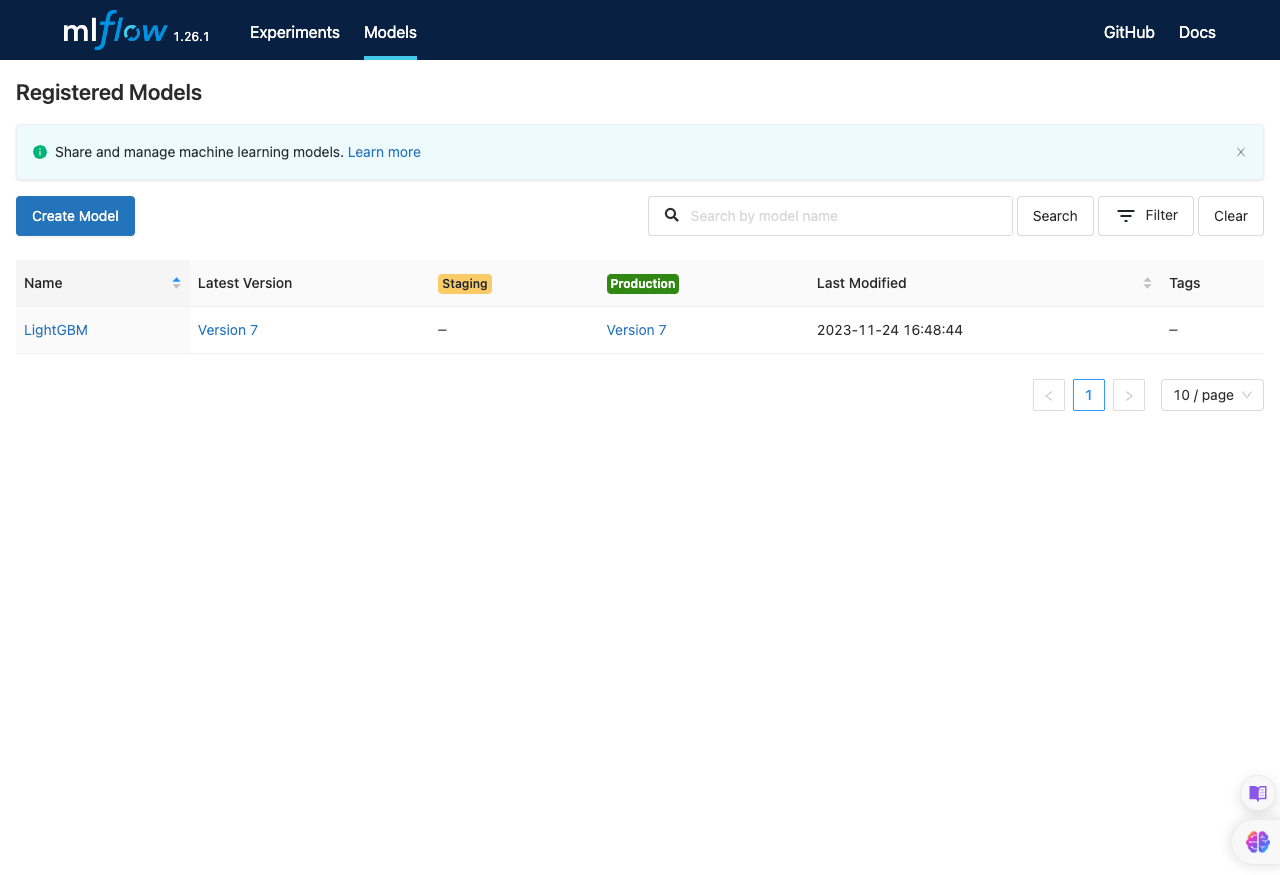 mlflow 1.26.1 Experiments Models GitHub Docs
Registered Models
Share and manage machine learning models. Learn more
Create Model Search by model name Search Filter Clear
Name Latest Version Staging Production Last Modified Tags
LightGBM Version 7 – Version 7 2023-11-24 16:48:44 –
< 1 > 10 / page